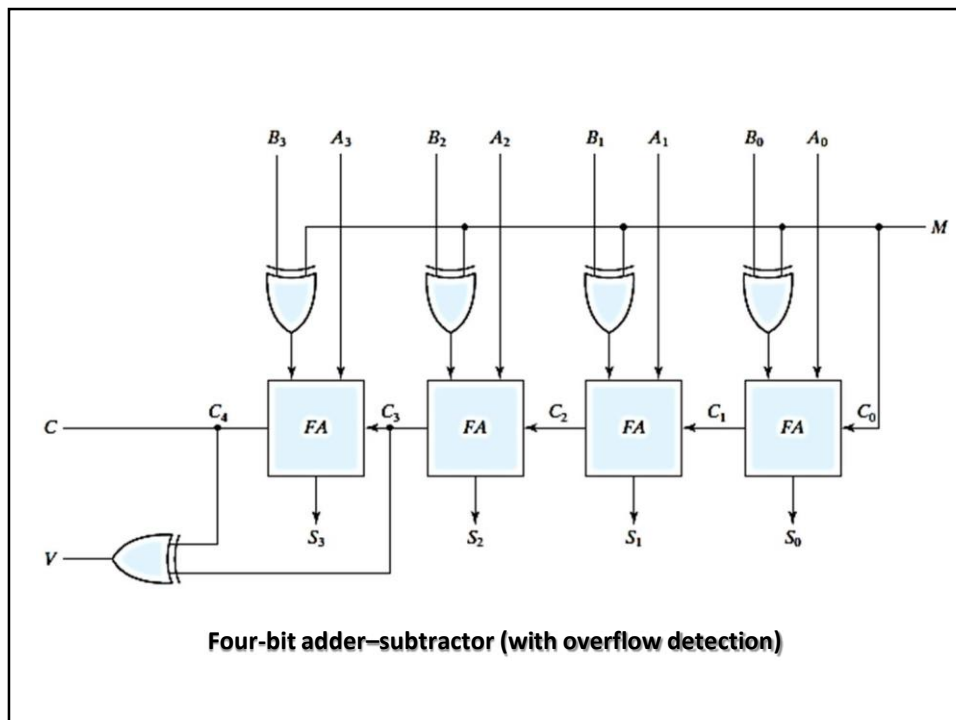 B₃ A₃ B₂ A₂ B₁ A₁ B₀ A₀
M
C C₄ FA C₃ FA C₂ FA C₁ FA C₀
S₃ S₂ S₁ S₀
V
Four-bit adder–subtractor (with overflow detection)